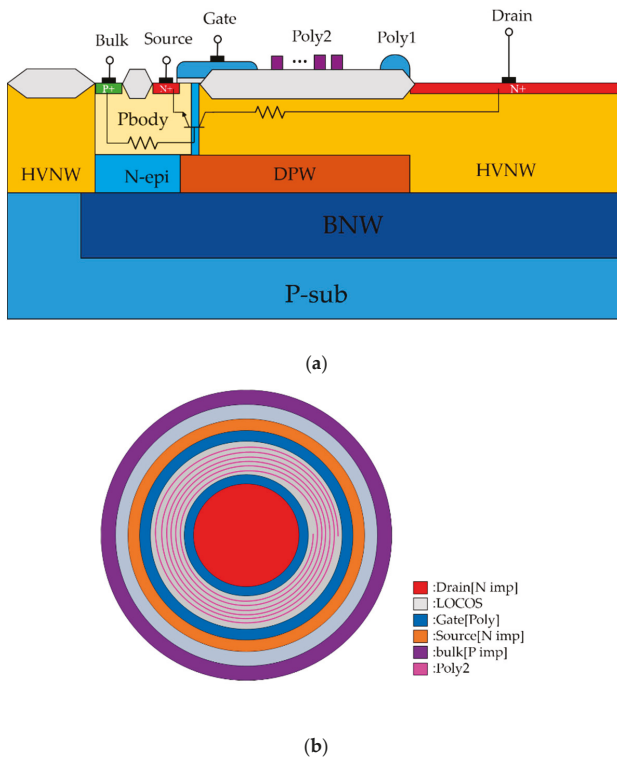 Gate
Drain
Bulk
Source
Poly2
Poly1
...
P+
N+
N+
Pbody
HVNW
N-epi
DPW
HVNW
BNW
P-sub
(a)
:Drain[N imp]
:LOCOS
:Gate[Poly]
:Source[N imp]
:bulk[P imp]
:Poly2
(b)